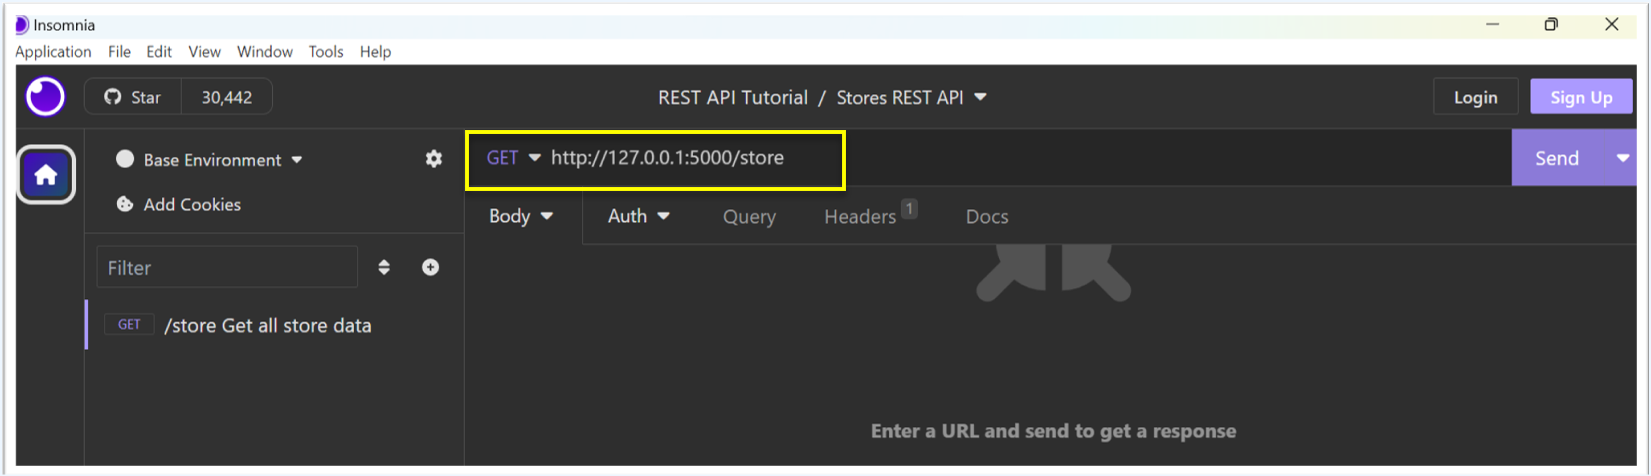 Insomnia
Application File Edit View Window Tools Help
Star 30,442
REST API Tutorial / Stores REST API
Login Sign Up
Base Environment
GET http://127.0.0.1:5000/store
Send
Add Cookies
Body Auth Query Headers 1 Docs
Filter
GET /store Get all store data
Enter a URL and send to get a response